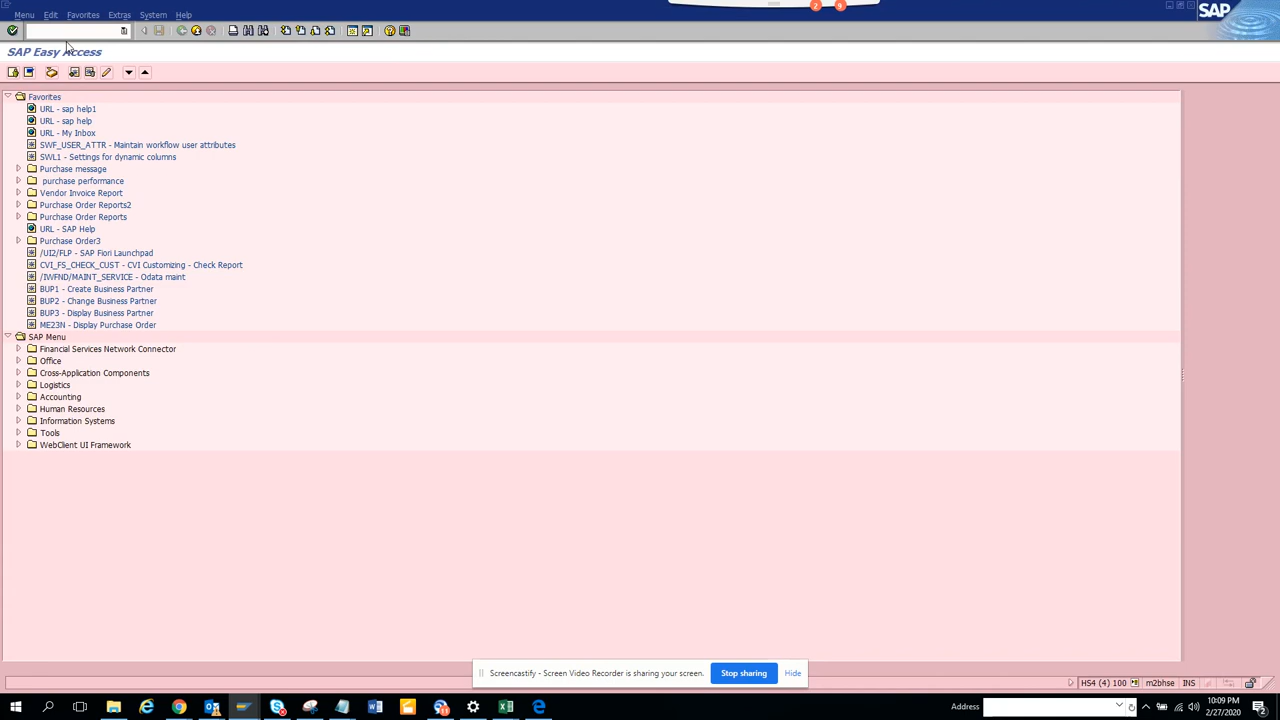 2 9
Menu Edit Favorites Extras System Help
SAP
SAP Easy Access
Favorites
URL - sap help1
URL - sap help
URL - My Inbox
SWF_USER_ATTR - Maintain workflow user attributes
SWL1 - Settings for dynamic columns
Purchase message
purchase performance
Vendor Invoice Report
Purchase Order Reports2
Purchase Order Reports
URL - SAP Help
Purchase Order3
/UI2/FLP - SAP Fiori Launchpad
CVI_FS_CHECK_CUST - CVI Customizing - Check Report
/IWFND/MAINT_SERVICE - Odata maint
BUP1 - Create Business Partner
BUP2 - Change Business Partner
BUP3 - Display Business Partner
ME23N - Display Purchase Order
SAP Menu
Financial Services Network Connector
Office
Cross-Application Components
Logistics
Accounting
Human Resources
Information Systems
Tools
WebClient UI Framework
Screencastify - Screen Video Recorder is sharing your screen. Stop sharing Hide
HS4 (4) 100 m2bhse INS
Address
10:09 PM
2/27/2020
2